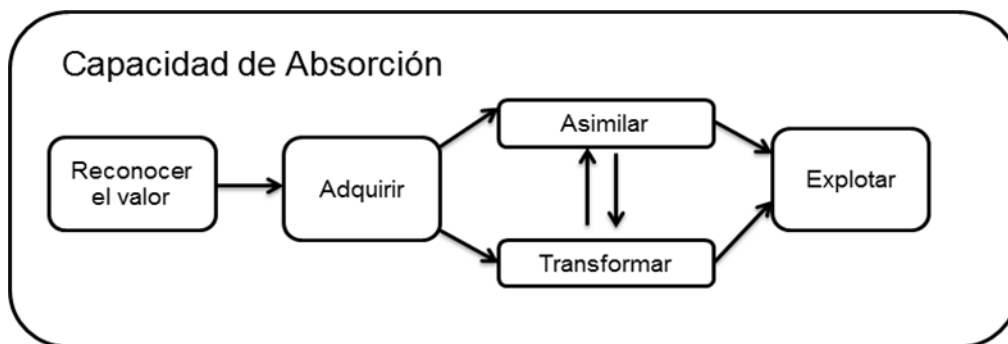 Capacidad de Absorción
Reconocer
el valor
Adquirir
Asimilar
Transformar
Explotar